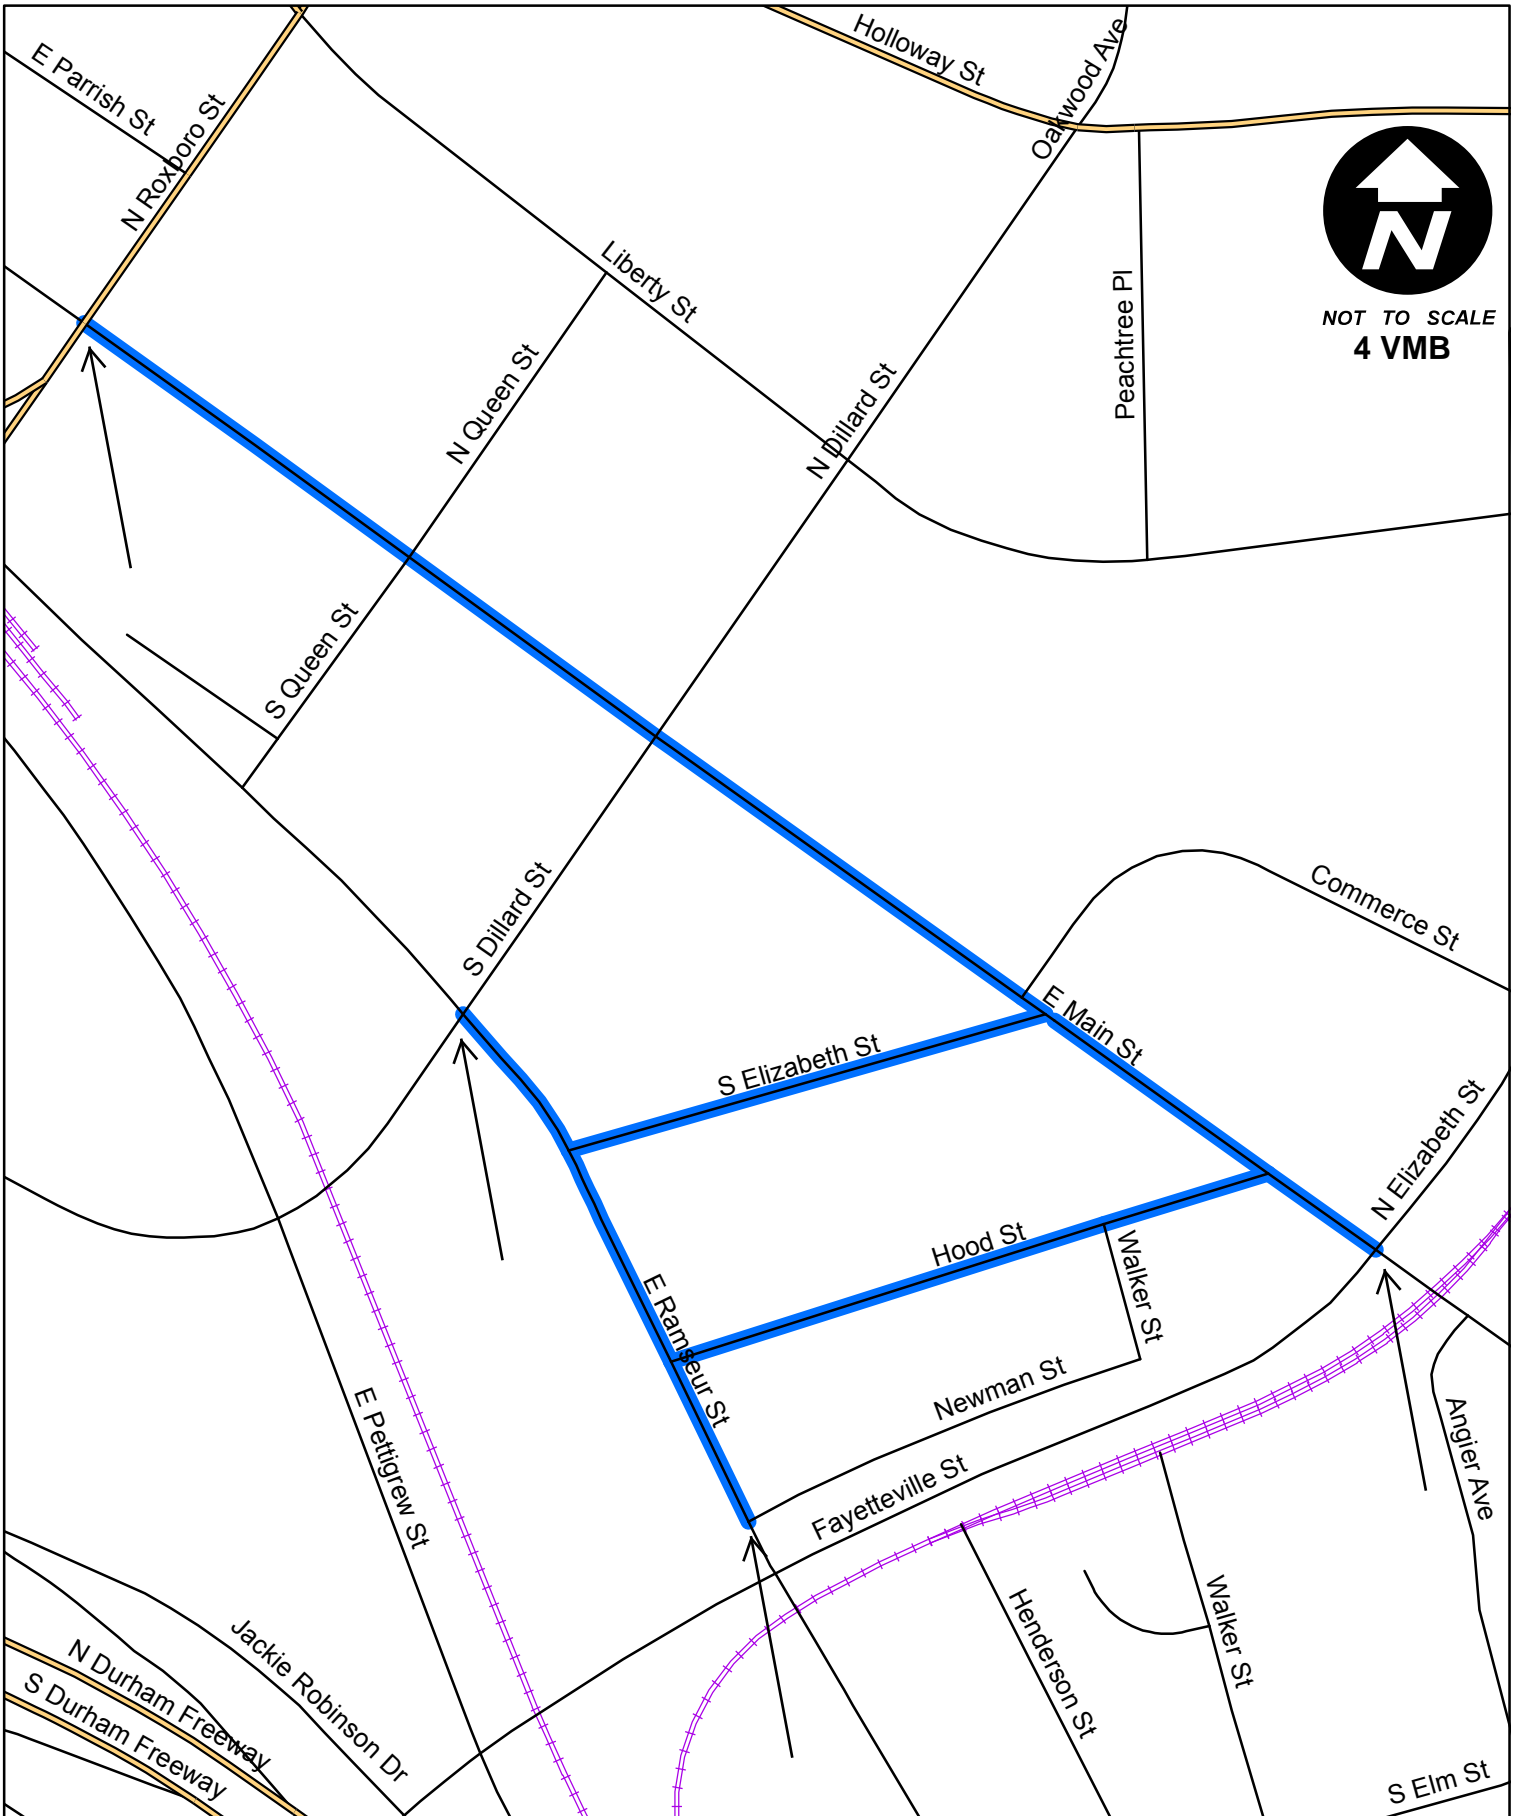 Holloway St
Oakwood Ave
E Parrish St
N Roxboro St
N
NOT TO SCALE
4 VMB
Liberty St
Peachtree Pl
N Queen St
N Dillard St
S Queen St
S Dillard St
Commerce St
E Main St
S Elizabeth St
N Elizabeth St
Hood St
Walker St
E Ramseur St
Newman St
E Pettigrew St
Angier Ave
Fayetteville St
Henderson St
Walker St
Jackie Robinson Dr
N Durham Freeway
S Durham Freeway
S Elm St